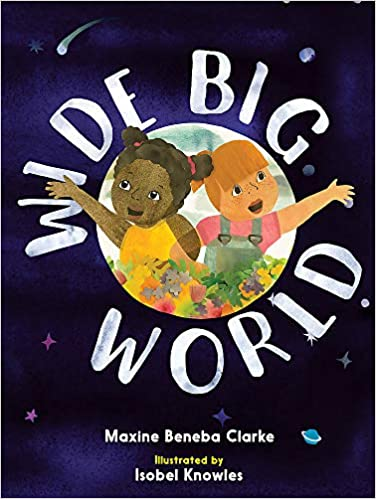 WIDE BIG
WORLD
Maxine Beneba Clarke
Illustrated by
Isobel Knowles